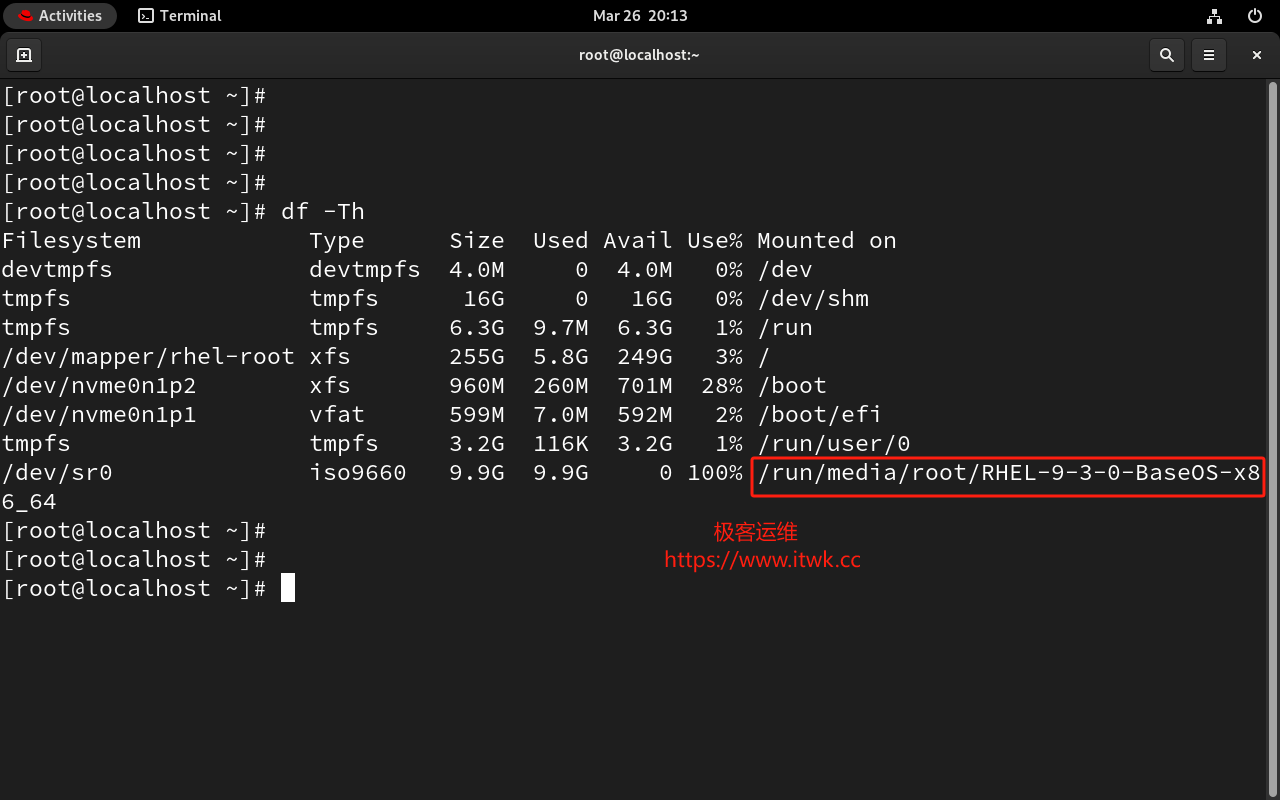 Activities Terminal Mar 26 20:13
root@localhost:~
[root@localhost ~]#
[root@localhost ~]#
[root@localhost ~]#
[root@localhost ~]#
[root@localhost ~]# df -Th
Filesystem Type Size Used Avail Use% Mounted on
devtmpfs devtmpfs 4.0M 0 4.0M 0% /dev
tmpfs tmpfs 16G 0 16G 0% /dev/shm
tmpfs tmpfs 6.3G 9.7M 6.3G 1% /run
/dev/mapper/rhel-root xfs 255G 5.8G 249G 3% /
/dev/nvme0n1p2 xfs 960M 260M 701M 28% /boot
/dev/nvme0n1p1 vfat 599M 7.0M 592M 2% /boot/efi
tmpfs tmpfs 3.2G 116K 3.2G 1% /run/user/0
/dev/sr0 iso9660 9.9G 9.9G 0 100% /run/media/root/RHEL-9-3-0-BaseOS-x8
6_64
[root@localhost ~]#
极客运维
[root@localhost ~]#
https://www.itwk.cc
[root@localhost ~]#